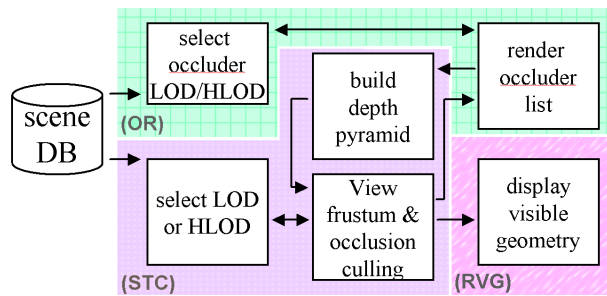 select
occluder
LOD/HLOD
(OR)
scene
DB
build
depth
pyramid
render
occluder
list
select LOD
or HLOD
(STC)
View
frustum &
occlusion
culling
display
visible
geometry
(RVG)